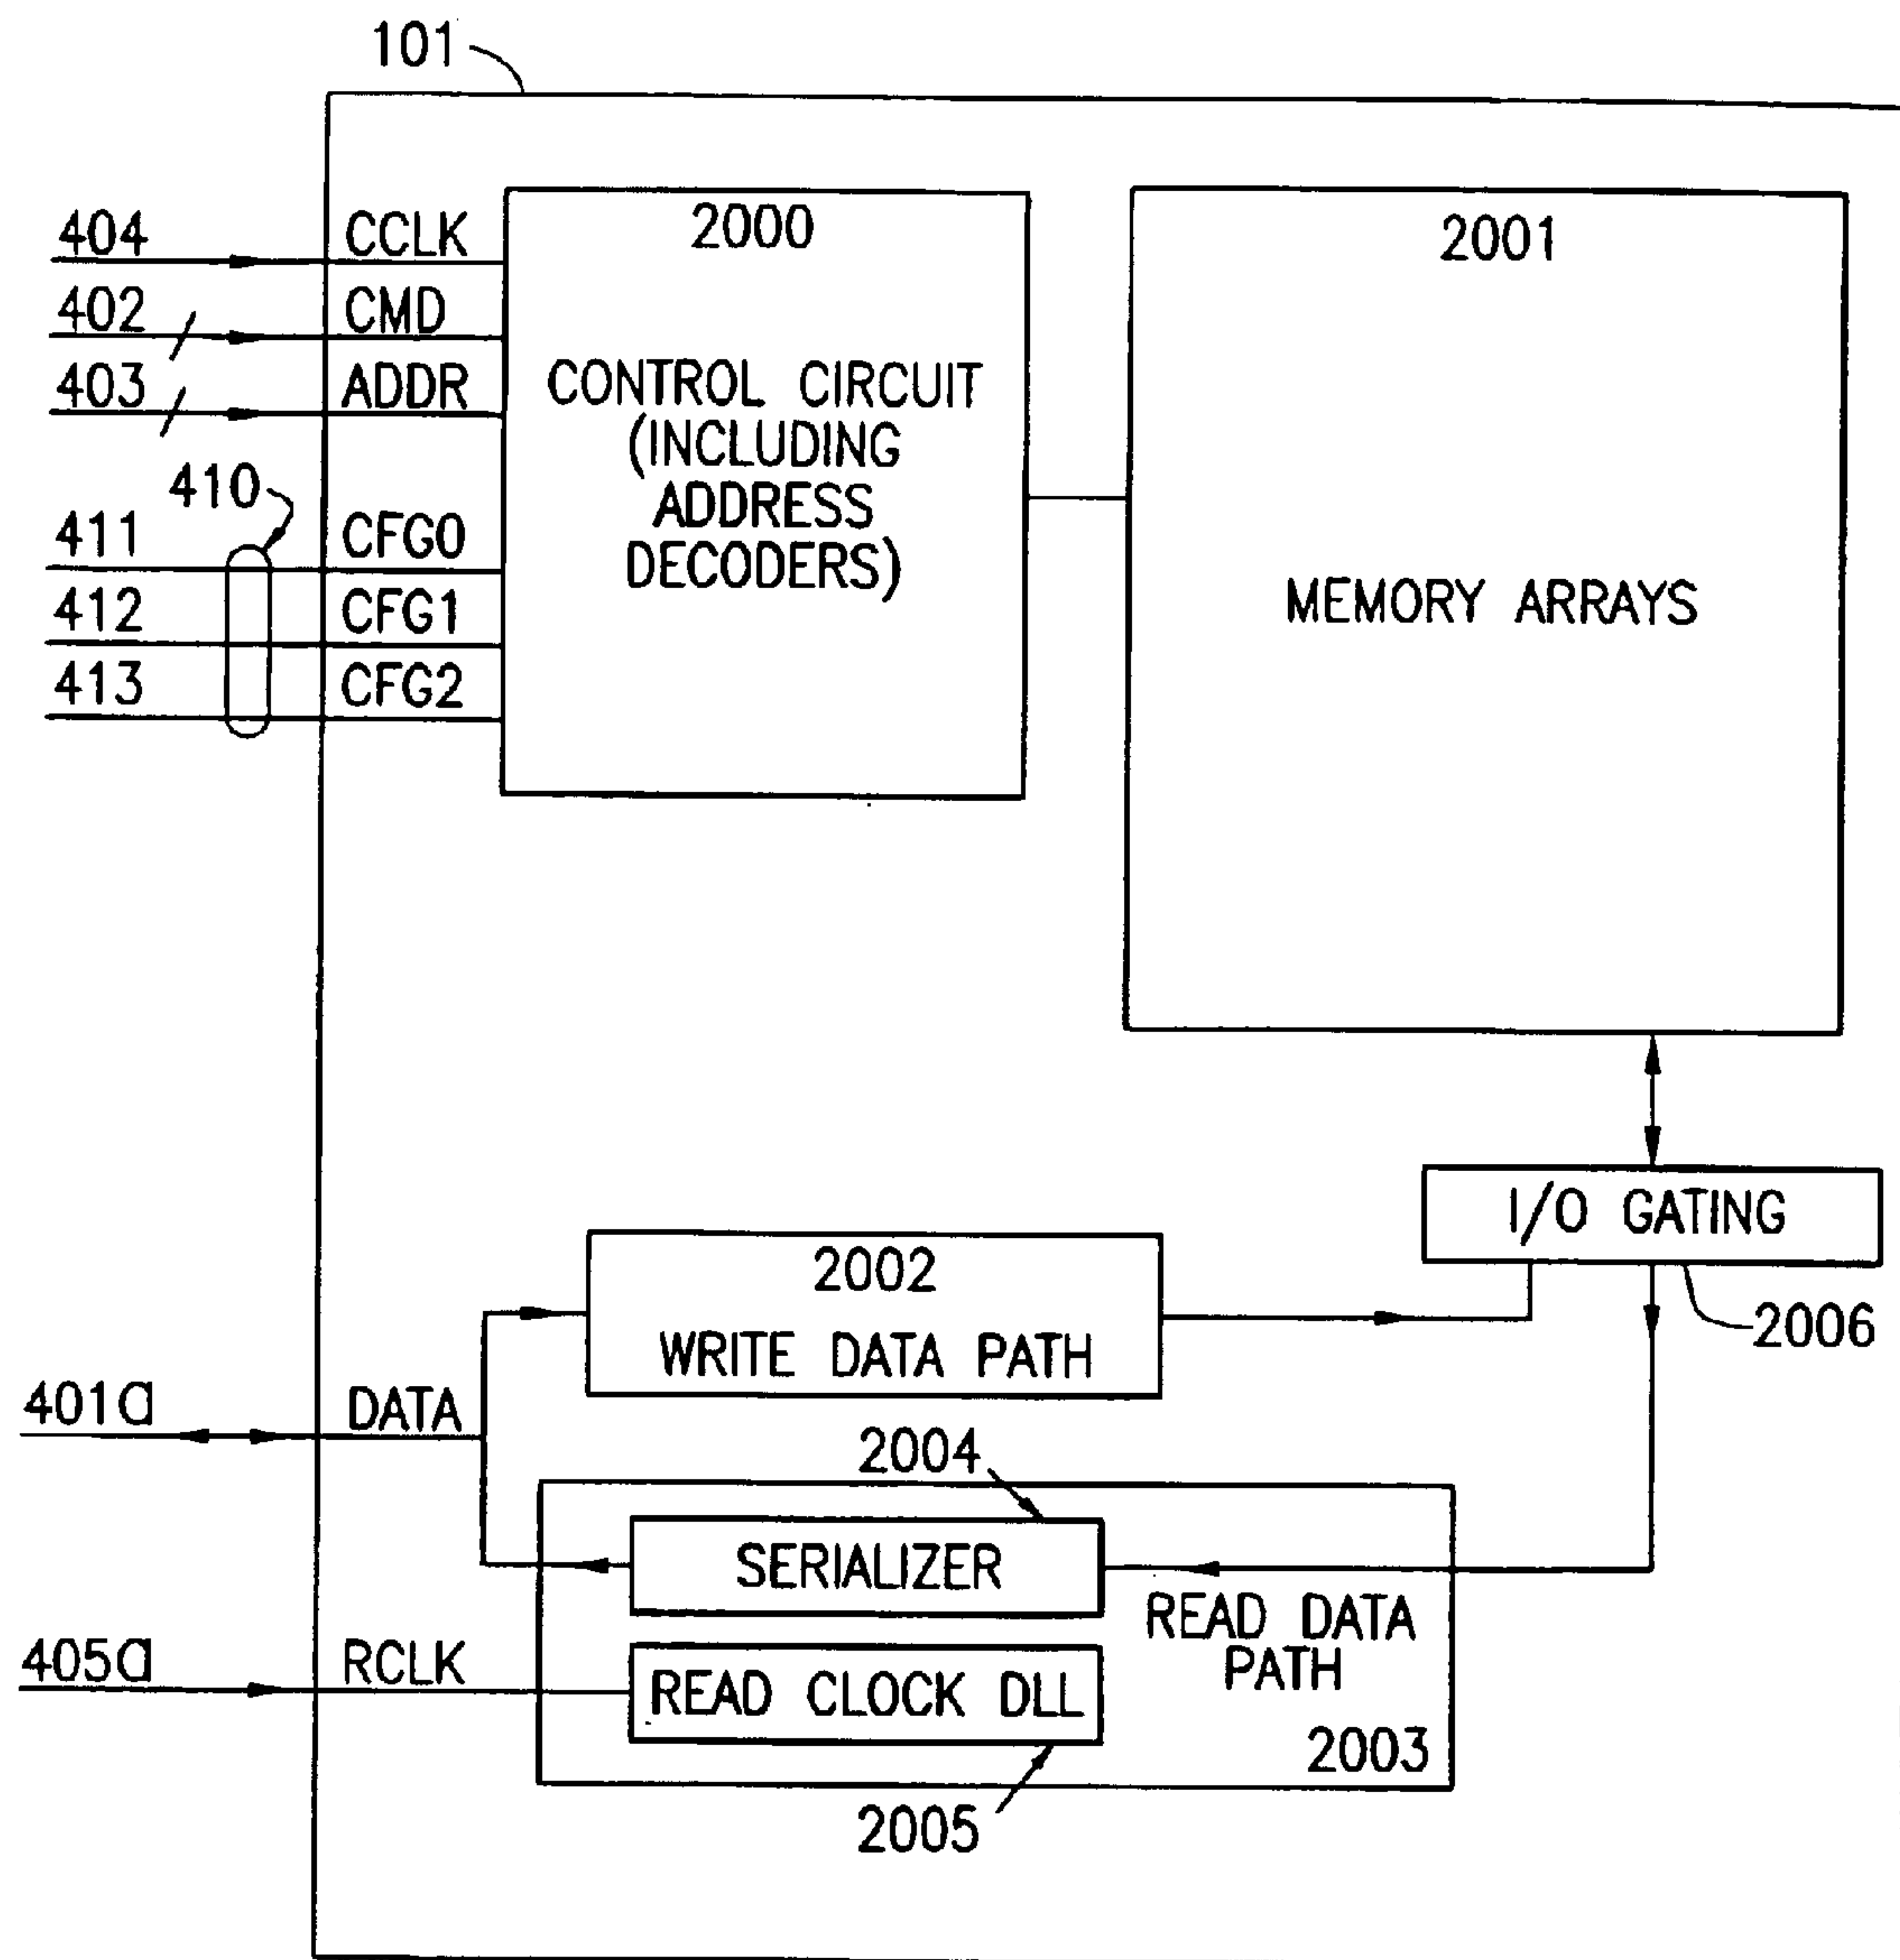 101
404 CCLK
402 CMD
403 ADDR
410
411 CFG0
412 CFG1
413 CFG2
2000
CONTROL CIRCUIT
(INCLUDING
ADDRESS
DECODERS)
2001
MEMORY ARRAYS
I/O GATING
2006
2002
WRITE DATA PATH
401a DATA
2004
SERIALIZER
READ DATA
PATH
405a RCLK
READ CLOCK DLL
2003
2005